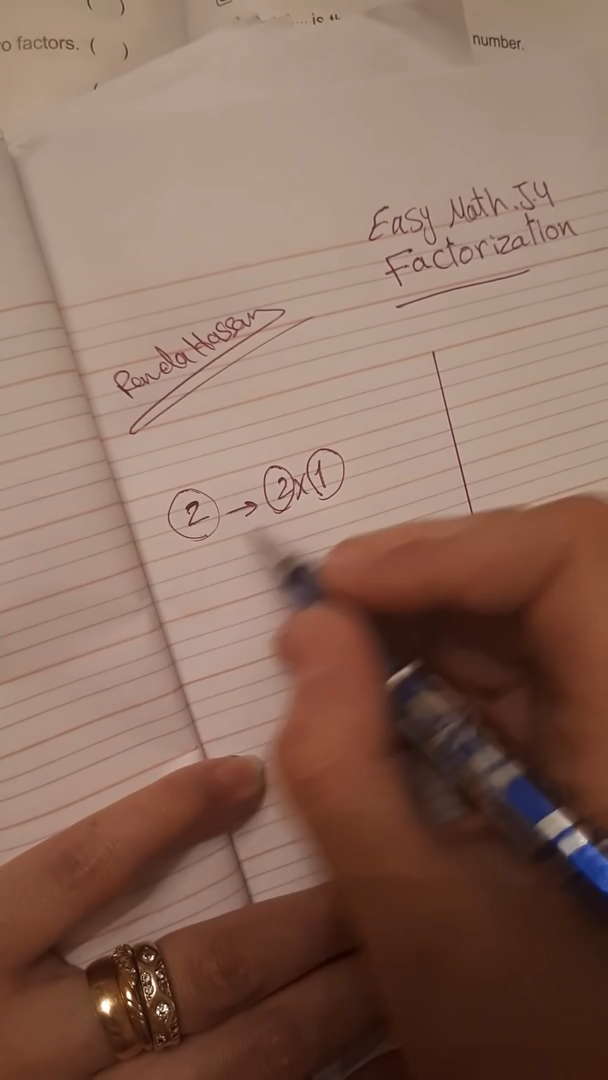 ( )
o factors. ( )
number.
Easy Math.J4
Factorization
Randa Hassan
2 → 2x1